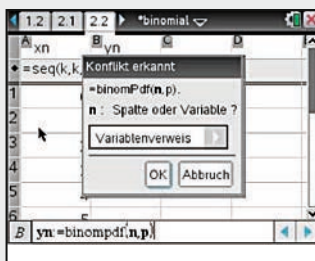 1.2 2.1 2.2 *binomial
A xn B yn C D
=seq(k,k,
Konflikt erkannt
=binomPdf(n,p).
n : Spalte oder Variable ?
Variablenverweis
OK Abbruch
1
2
3
5
6
B yn:=binompdf(n,p)